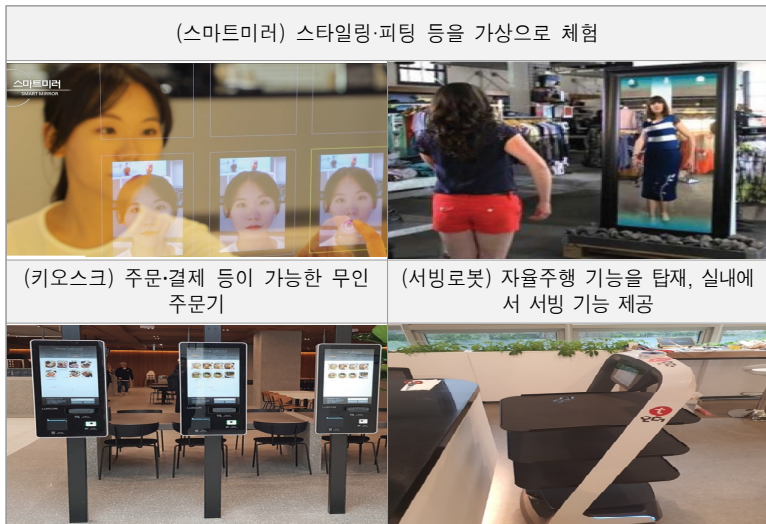 (스마트미러) 스타일링·피팅 등을 가상으로 체험
스마트미러
SMART MIRROR
(키오스크) 주문·결제 등이 가능한 무인
주문기
(서빙로봇) 자율주행 기능을 탑재, 실내에
서 서빙 기능 제공